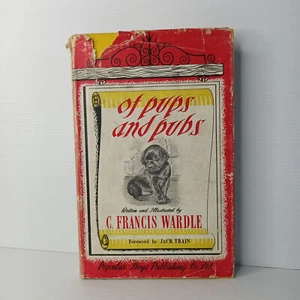 of pups
and pubs
Written and Illustrated by
C. FRANCIS WARDLE
Foreword by JACK TRAIN
Popular Dogs Publishing Co. Ltd